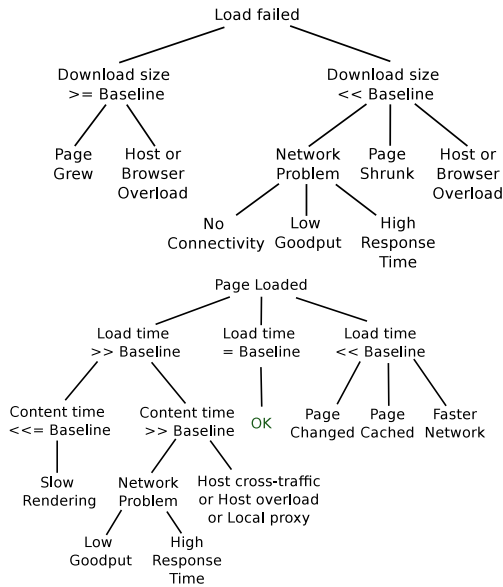 Load failed
Download size
>= Baseline
Download size
<< Baseline
Page
Grew
Host or
Browser
Overload
Network
Problem
Page
Shrunk
Host or
Browser
Overload
No
Connectivity
Low
Goodput
High
Response
Time
Page Loaded
Load time
>> Baseline
Load time
= Baseline
Load time
<< Baseline
Content time
<<= Baseline
Content time
>> Baseline
OK
Page
Changed
Page
Cached
Faster
Network
Slow
Rendering
Network
Problem
Host cross-traffic
or Host overload
or Local proxy
Low
Goodput
High
Response
Time